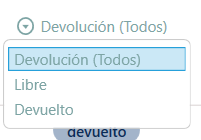 Devolución (Todos)
Devolución (Todos)
Libre
Devuelto
devuelto